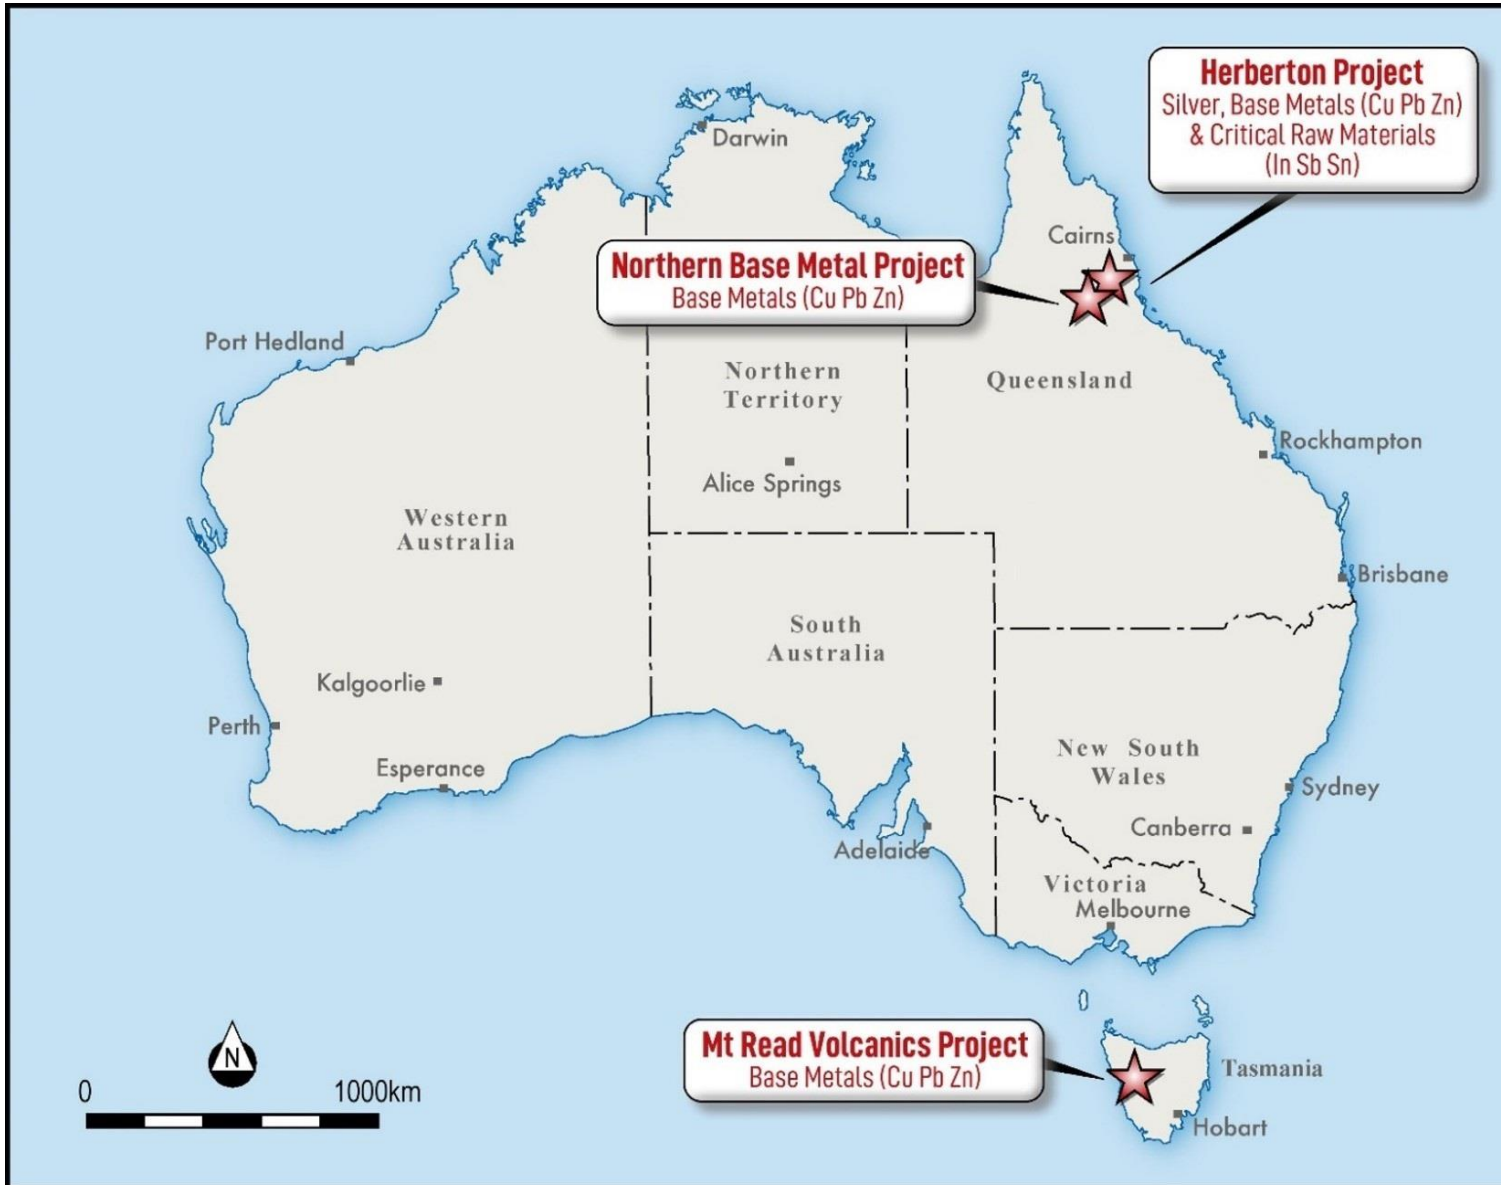 Herberton Project
Silver, Base Metals (Cu Pb Zn)
& Critical Raw Materials
(In Sb Sn)
Darwin
Cairns
Northern Base Metal Project
Base Metals (Cu Pb Zn)
Port Hedland
Northern
Territory
Queensland
Rockhampton
Alice Springs
Western
Australia
Brisbane
South
Australia
Kalgoorlie
Perth
Esperance
New South
Wales
Sydney
Canberra
Adelaide
Victoria
Melbourne
Mt Read Volcanics Project
Base Metals (Cu Pb Zn)
Tasmania
Hobart
N
0
1000km